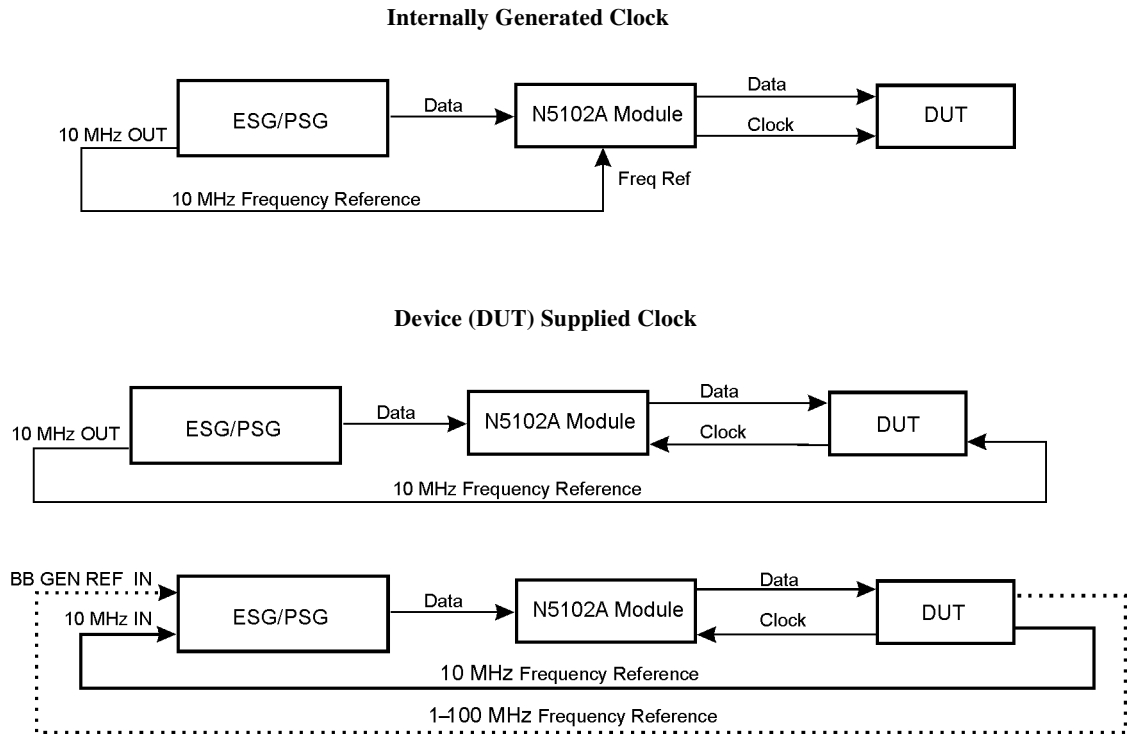 Internally Generated Clock
ESG/PSG
Data
N5102A Module
Data
Clock
DUT
10 MHz OUT
Freq Ref
10 MHz Frequency Reference
Device (DUT) Supplied Clock
ESG/PSG
Data
N5102A Module
Data
Clock
DUT
10 MHz OUT
10 MHz Frequency Reference
BB GEN REF IN
10 MHz IN
ESG/PSG
Data
N5102A Module
Data
Clock
DUT
10 MHz Frequency Reference
1–100 MHz Frequency Reference